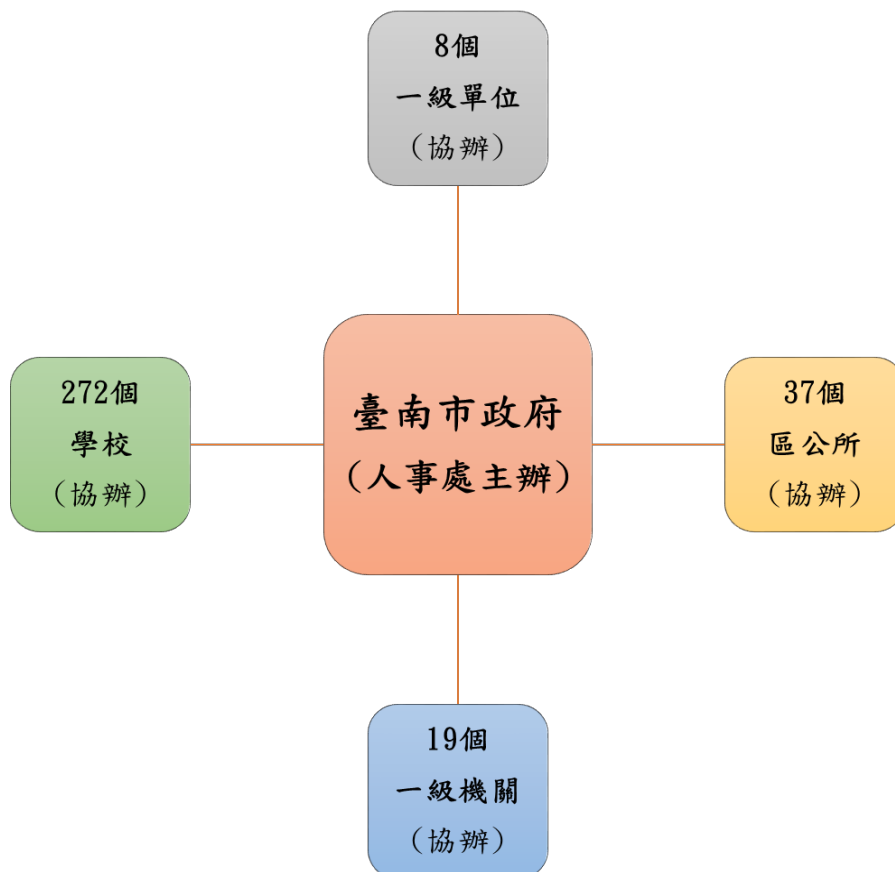 8個
一級單位
（協辦）
272個
學校
（協辦）
臺南市政府
（人事處主辦）
37個
區公所
（協辦）
19個
一級機關
（協辦）